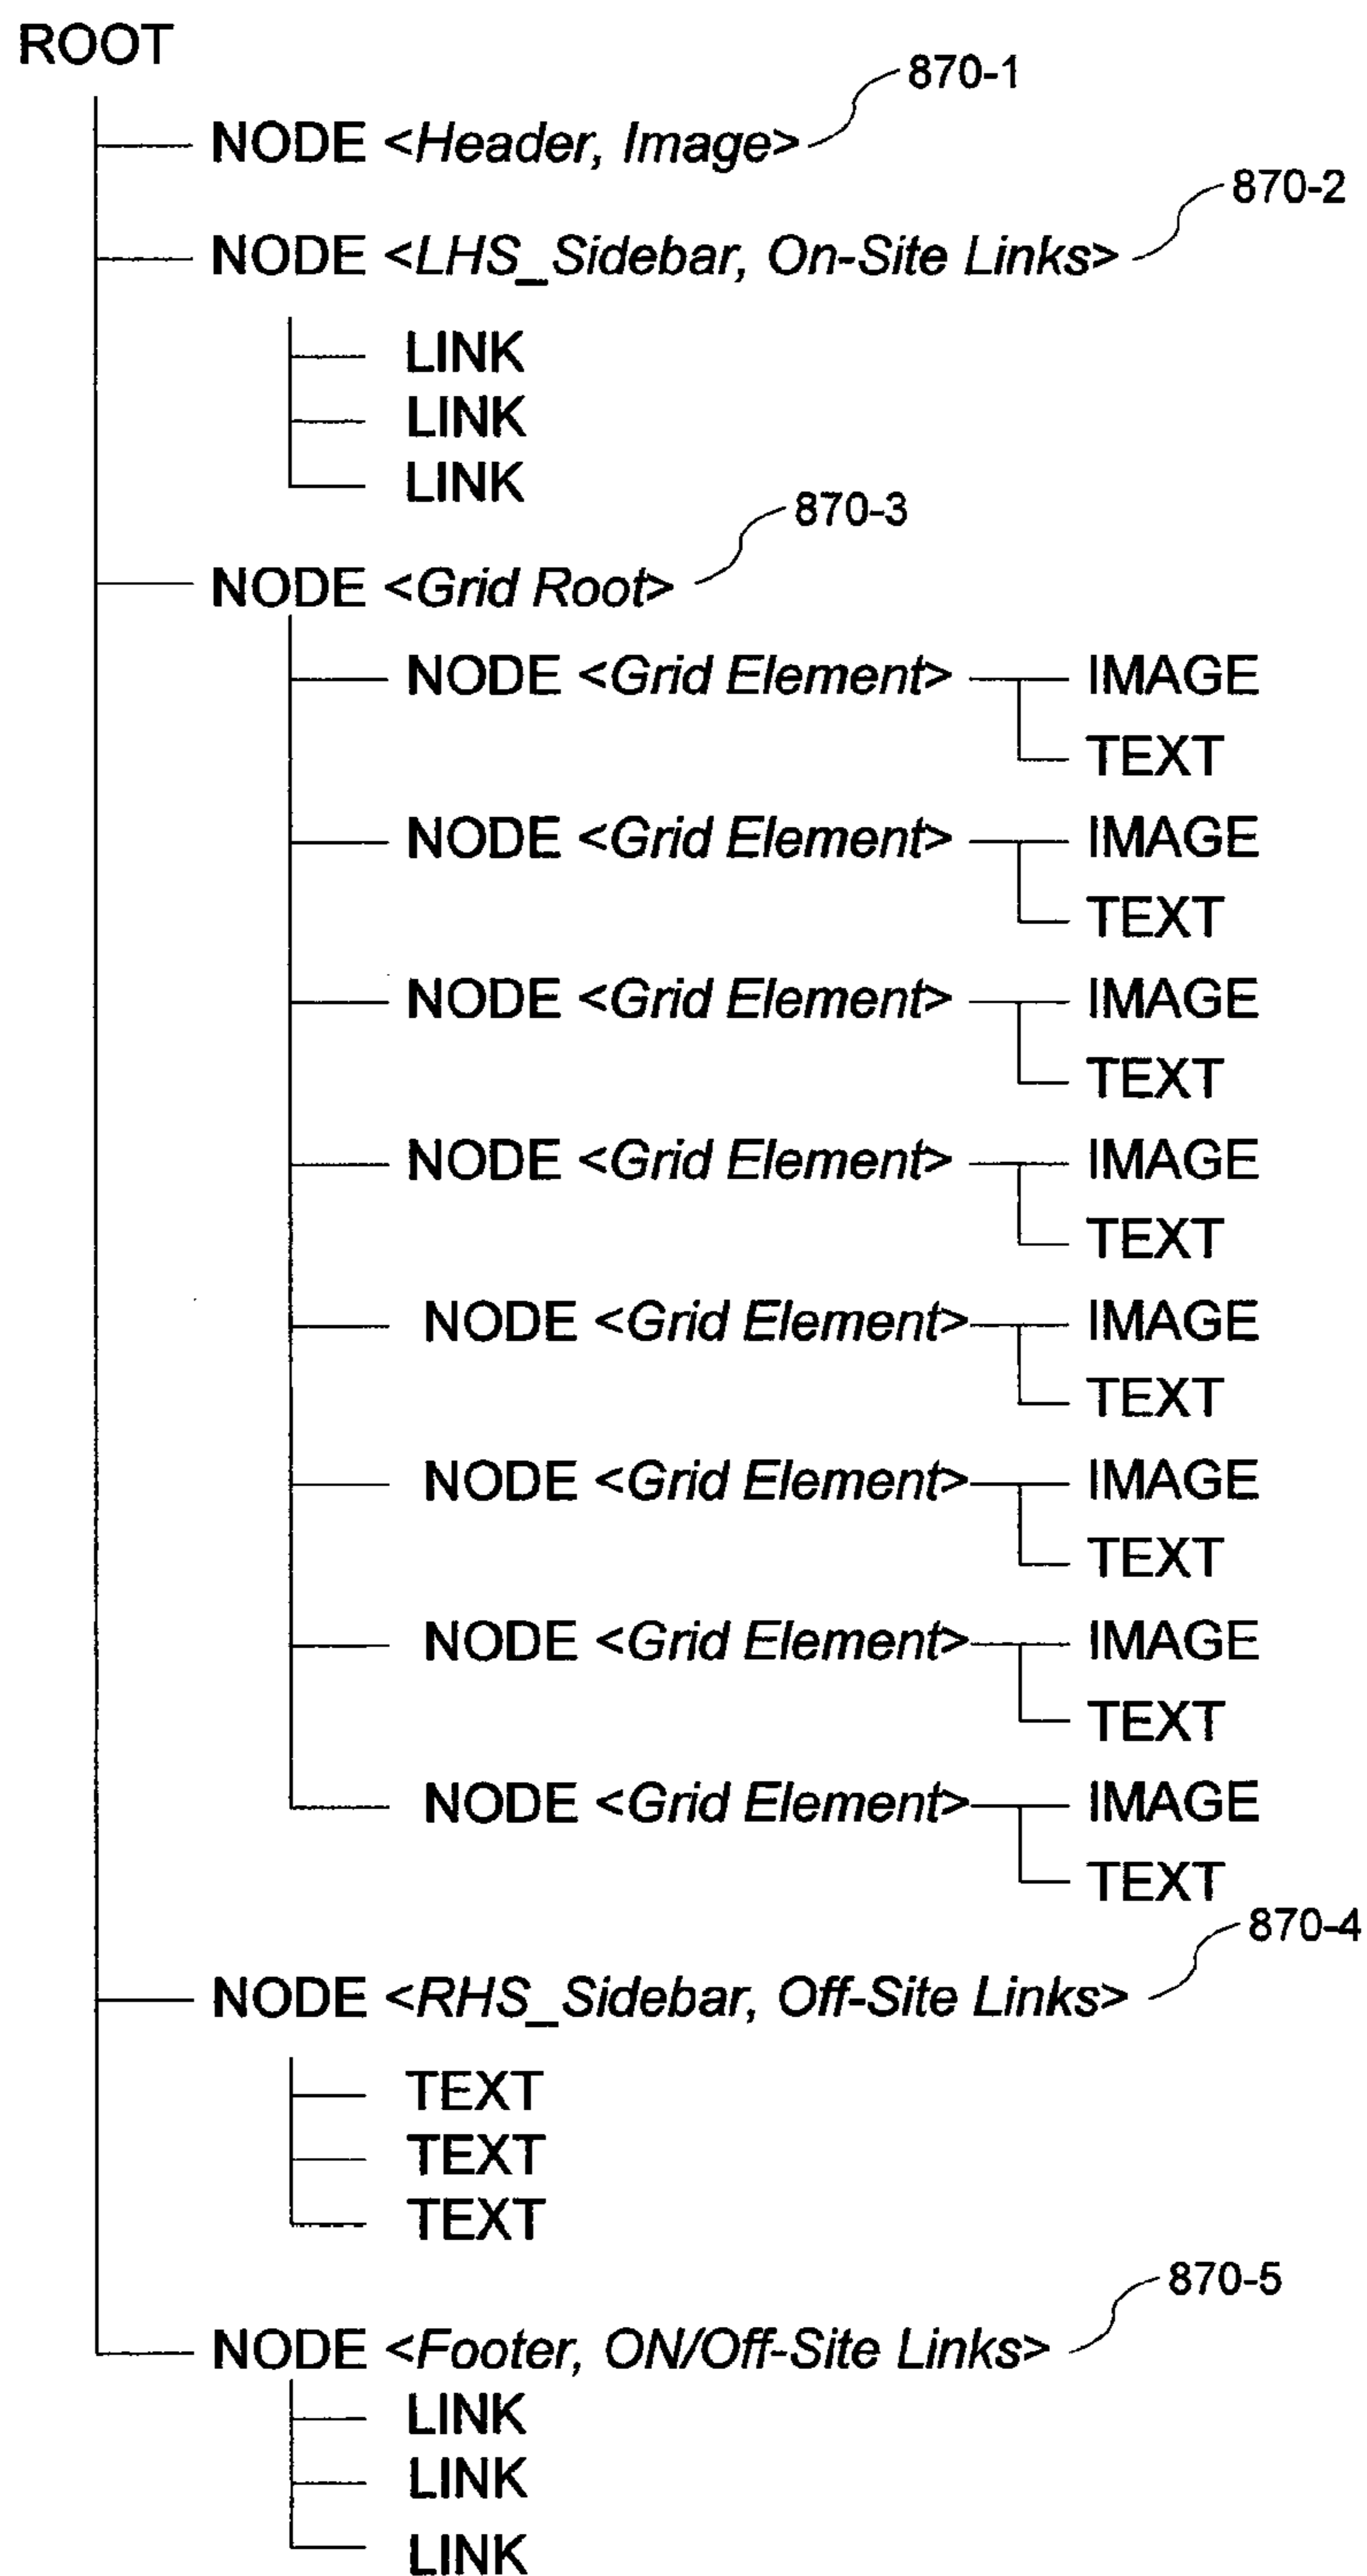 ROOT
870-1
NODE <Header, Image>
870-2
NODE <LHS_Sidebar, On-Site Links>
LINK
LINK
LINK
870-3
NODE <Grid Root>
NODE <Grid Element> IMAGE
TEXT
NODE <Grid Element> IMAGE
TEXT
NODE <Grid Element> IMAGE
TEXT
NODE <Grid Element> IMAGE
TEXT
NODE <Grid Element> IMAGE
TEXT
NODE <Grid Element> IMAGE
TEXT
NODE <Grid Element> IMAGE
TEXT
NODE <Grid Element> IMAGE
TEXT
870-4
NODE <RHS_Sidebar, Off-Site Links>
TEXT
TEXT
TEXT
870-5
NODE <Footer, ON/Off-Site Links>
LINK
LINK
LINK